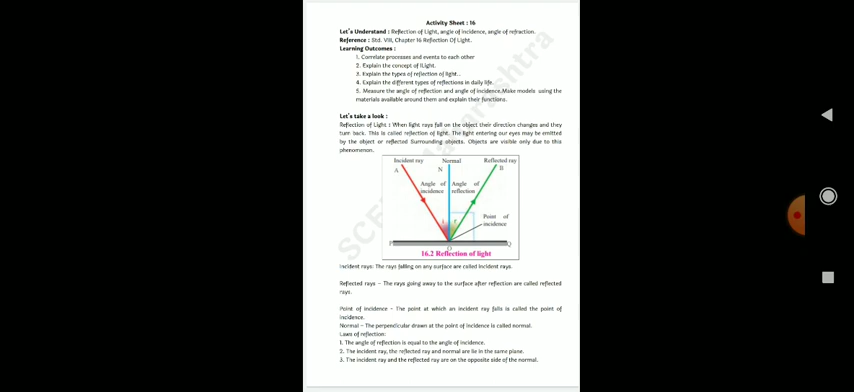 Activity Sheet : 16
Let's Understand : Reflection of Light, angle of incidence, angle of refraction.
Reference : Std. VIII, Chapter 16 Reflection Of Light.
Learning Outcomes :
1. Correlate processes and events to each other
2. Explain the concept of lLight.
3. Explain the types of reflection of light..
4. Explain the different types of reflections in daily life.
5. Measure the angle of reflection and angle of incidence.Make models using the
materials available around them and explain their functions.
Let's take a look :
Reflection of Light : When light rays fall on the object their direction changes and they
turn back. This is called reflection of light. The light entering our eyes may be emitted
by the object or reflected Surrounding objects. Objects are visible only due to this
phenomenon.
Incident ray Normal Reflected ray
A N B
Angle of Angle of
incidence reflection
Point of
incidence
i r
P O Q
16.2 Reflection of light
Incident rays: The rays falling on any surface are called incident rays.
Reflected rays - The rays going away to the surface after reflection are called reflected
rays.
Point of incidence - The point at which an incident ray falls is called the point of
incidence.
Normal - The perpendicular drawn at the point of incidence is called normal.
Laws of reflection:
1. The angle of reflection is equal to the angle of incidence.
2. The incident ray, the reflected ray and normal are lie in the same plane.
3. The incident ray and the reflected ray are on the opposite side of the normal.